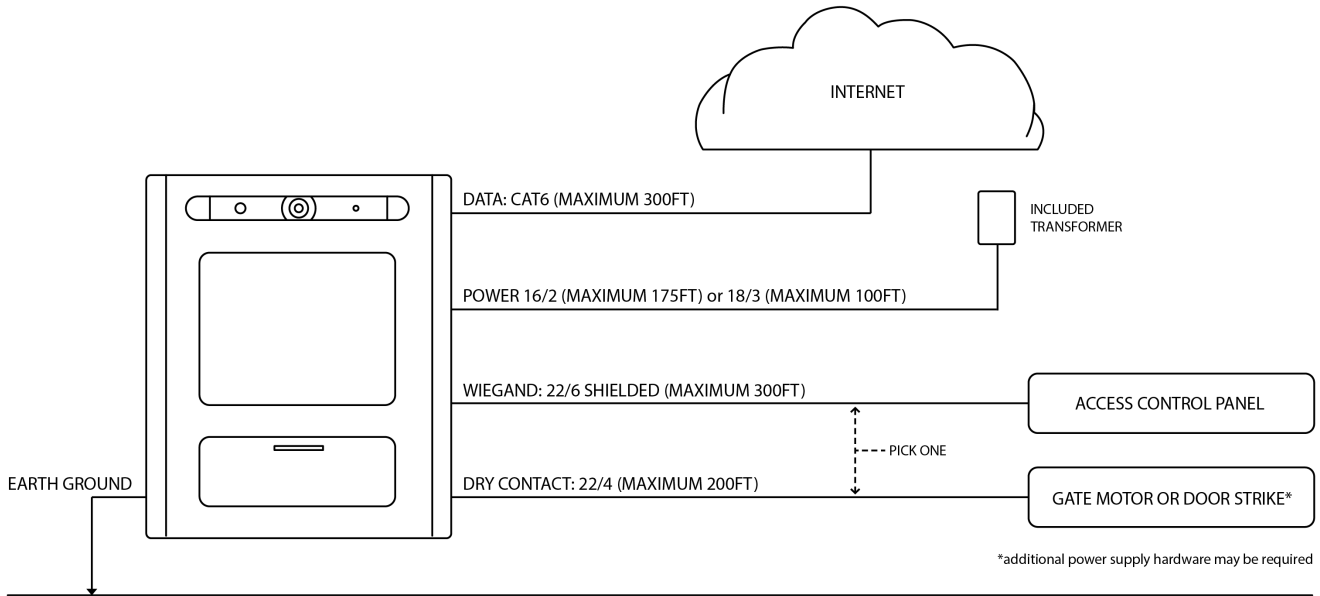 INTERNET
DATA: CAT6 (MAXIMUM 300FT)
INCLUDED
TRANSFORMER
POWER 16/2 (MAXIMUM 175FT) or 18/3 (MAXIMUM 100FT)
WIEGAND: 22/6 SHIELDED (MAXIMUM 300FT)
ACCESS CONTROL PANEL
PICK ONE
EARTH GROUND
DRY CONTACT: 22/4 (MAXIMUM 200FT)
GATE MOTOR OR DOOR STRIKE*
*additional power supply hardware may be required